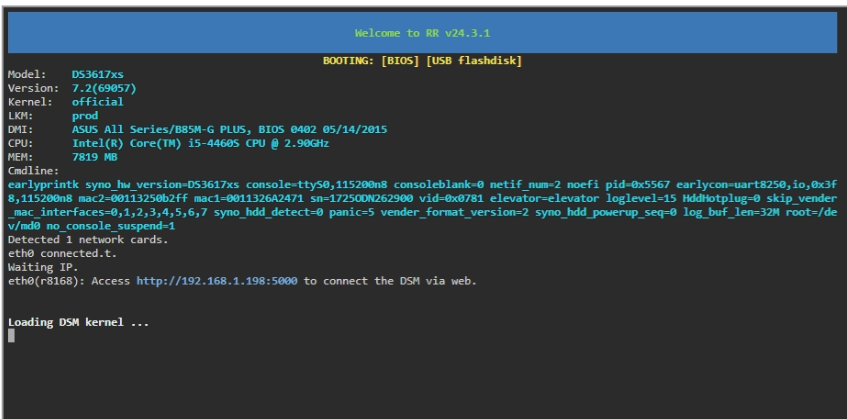 Welcome to RR v24.3.1
BOOTING: [BIOS] [USB flashdisk]
Model: DS3617xs
Version: 7.2(69057)
Kernel: official
LKM: prod
DMI: ASUS All Series/B85M-G PLUS, BIOS 0402 05/14/2015
CPU: Intel(R) Core(TM) i5-4460S CPU @ 2.90GHz
MEM: 7819 MB
Cmdline:
earlyprintk syno_hw_version=DS3617xs console=ttyS0,115200n8 consoleblank=0 netif_num=2 noefi pid=0x5567 earlycon=uart8250,io,0x3f
8,115200n8 mac2=00113250b2ff mac1=0011326A2471 sn=1725ODN262900 vid=0x0781 elevator=elevator loglevel=15 HddHotplug=0 skip_vender
_mac_interfaces=0,1,2,3,4,5,6,7 syno_hdd_detect=0 panic=5 vender_format_version=2 syno_hdd_powerup_seq=0 log_buf_len=32M root=/de
v/md0 no_console_suspend=1
Detected 1 network cards.
eth0 connected.t.
Waiting IP.
eth0(r8168): Access http://192.168.1.198:5000 to connect the DSM via web.
Loading DSM kernel ...